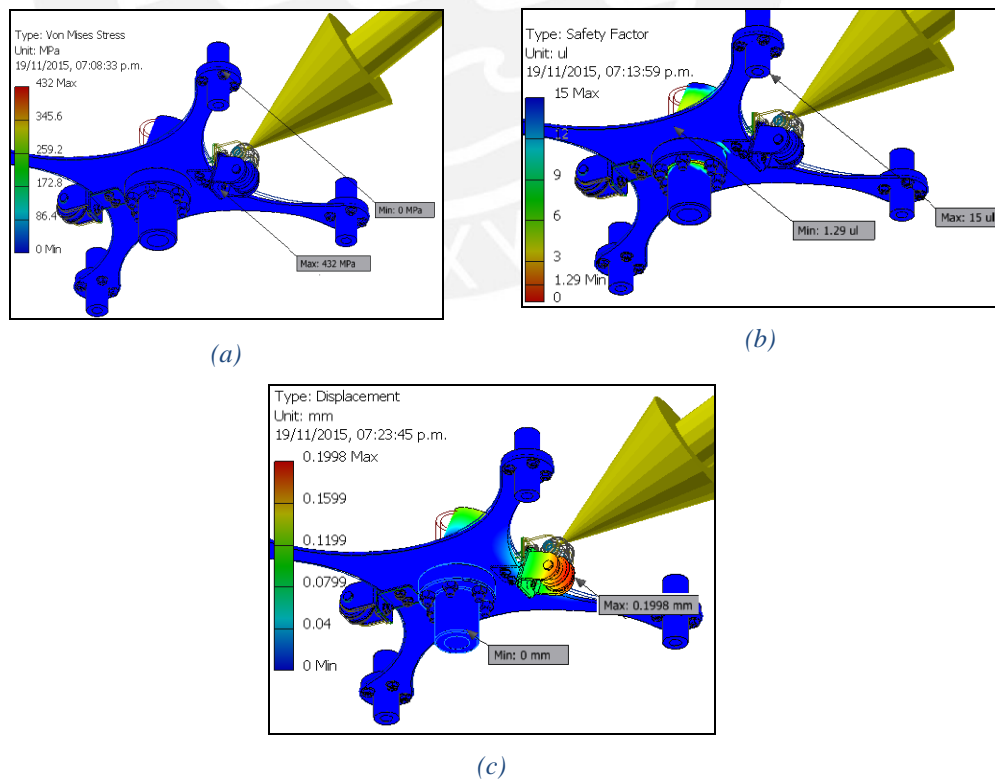 Type: Von Mises Stress
Unit: MPa
19/11/2015, 07:08:33 p.m.
432 Max
345.6
259.2
172.8
86.4
0 Min
Min: 0 MPa
Max: 432 MPa
(a)
Type: Safety Factor
Unit: ul
19/11/2015, 07:13:59 p.m.
15 Max
12
9
6
3
1.29 Min
0
Max: 15 ul
Min: 1.29 ul
(b)
Type: Displacement
Unit: mm
19/11/2015, 07:23:45 p.m.
0.1998 Max
0.1599
0.1199
0.0799
0.04
0 Min
Max: 0.1998 mm
Min: 0 mm
(c)